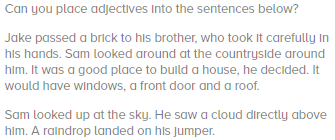 Can you place adjectives into the sentences below?
Jake passed a brick to his brother, who took it carefully in
his hands. Sam looked around at the countryside around
him. It was a good place to build a house, he decided. It
would have windows, a front door and a roof.
Sam looked up at the sky. He saw a cloud directly above
him. A raindrop landed on his jumper.